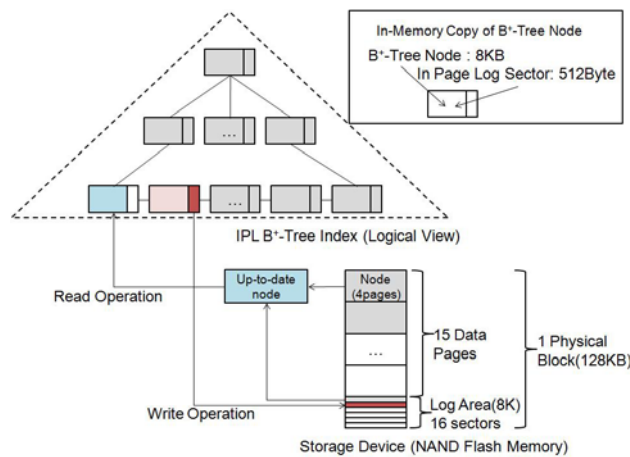 In-Memory Copy of B⁺-Tree Node
B⁺-Tree Node : 8KB
In Page Log Sector: 512Byte
...
...
IPL B⁺-Tree Index (Logical View)
Read Operation
Up-to-date
node
Node
(4pages)
...
15 Data
Pages
1 Physical
Block(128KB)
Write Operation
Log Area(8K)
16 sectors
Storage Device (NAND Flash Memory)